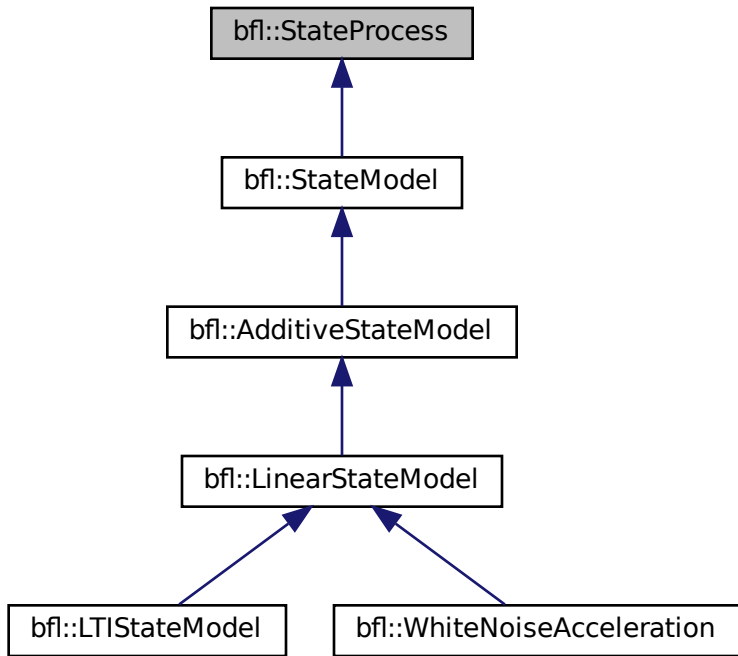 bfl::StateProcess
bfl::StateModel
bfl::AdditiveStateModel
bfl::LinearStateModel
bfl::LTIStateModel
bfl::WhiteNoiseAcceleration